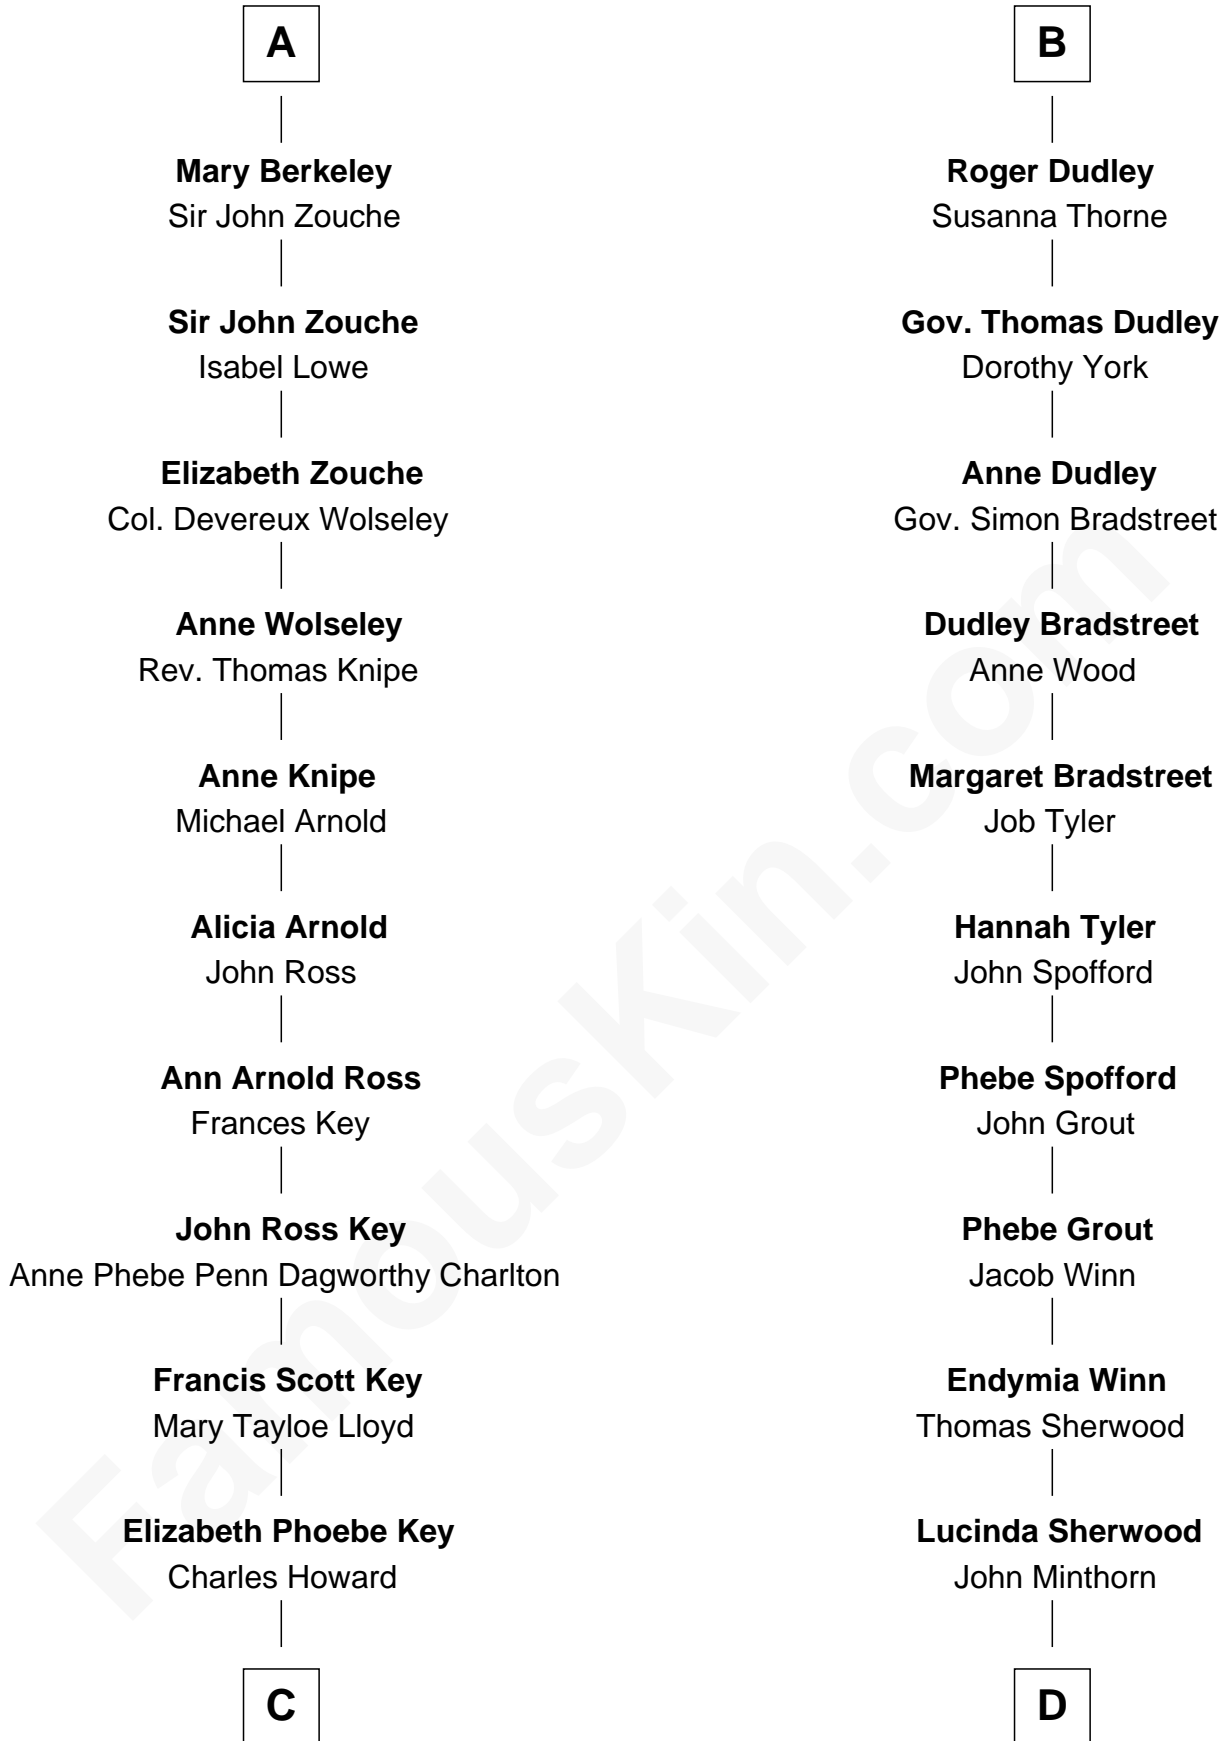 A
Mary Berkeley
Sir John Zouche
Sir John Zouche
Isabel Lowe
Elizabeth Zouche
Col. Devereux Wolseley
Anne Wolseley
Rev. Thomas Knipe
Anne Knipe
Michael Arnold
Alicia Arnold
John Ross
Ann Arnold Ross
Frances Key
John Ross Key
Anne Phebe Penn Dagworthy Charlton
Francis Scott Key
Mary Tayloe Lloyd
Elizabeth Phoebe Key
Charles Howard
C
B
Roger Dudley
Susanna Thorne
Gov. Thomas Dudley
Dorothy York
Anne Dudley
Gov. Simon Bradstreet
Dudley Bradstreet
Anne Wood
Margaret Bradstreet
Job Tyler
Hannah Tyler
John Spofford
Phebe Spofford
John Grout
Phebe Grout
Jacob Winn
Endymia Winn
Thomas Sherwood
Lucinda Sherwood
John Minthorn
D
FamousKin.com